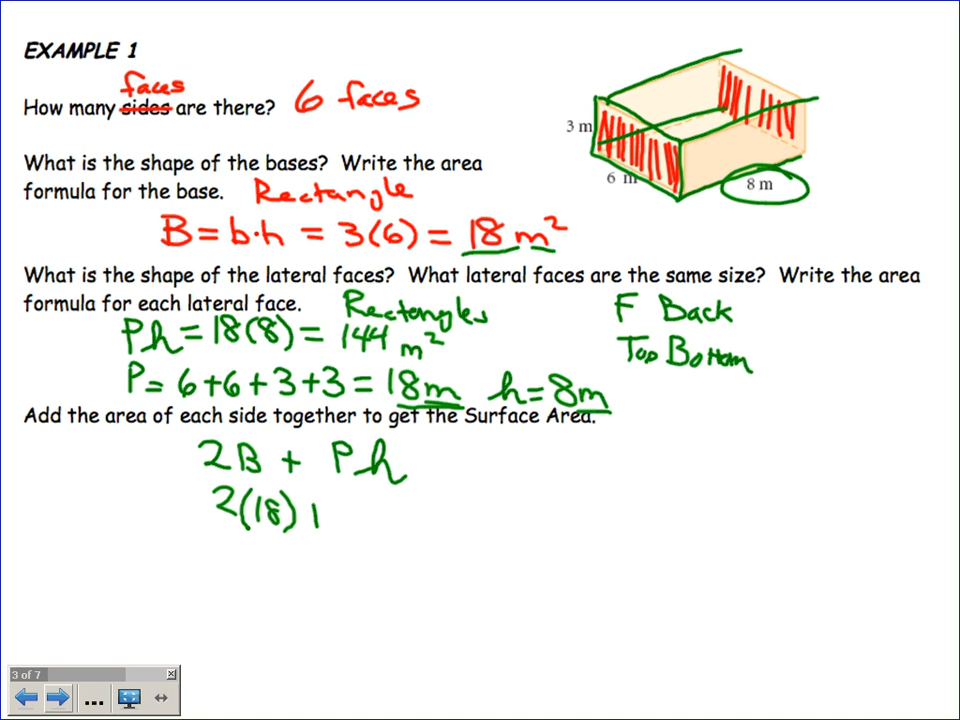 EXAMPLE 1
faces
How many sides are there? 6 faces
3 m
6 m
8 m
What is the shape of the bases? Write the area
formula for the base. Rectangle
B = b·h = 3(6) = 18 m²
What is the shape of the lateral faces? What lateral faces are the same size? Write the area
formula for each lateral face. Rectangles
F Back
Ph = 18(8) = 144 m²
Top Bottom
P = 6+6+3+3 = 18m h = 8m
Add the area of each side together to get the Surface Area.
2B + Ph
2(18) 1
3 of 7
...